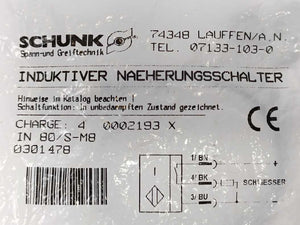 SCHUNK
Spann-und Greiftechnik
74348 LAUFFEN/A.N.
TEL. 07133-103-0
INDUKTIVER NAEHERUNGSSCHALTER
Hinweise im Katalog beachten !
Schaltfunktion: in unbedampften Zustand gezeichnet.
CHARGE: 4 0002193 X
IN 80/S-M8
0301478
CE
1/ BN
+
4/ BK
SCHLIESSER
3/ BU
-